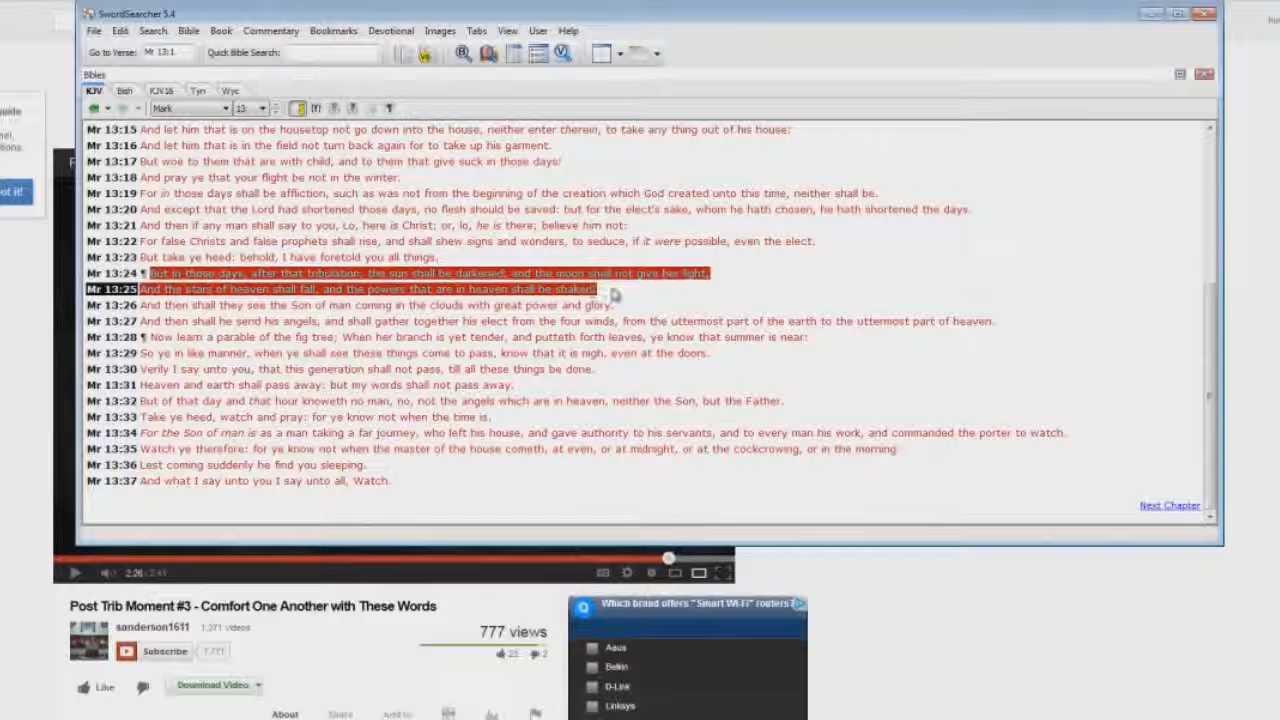 SwordSearcher 5.4
File Edit Search Bible Book Commentary Bookmarks Devotional Images Tabs View User Help
Go to Verse: Mr 13:1 Quick Bible Search:
Bibles
KJV Bish KJV16 Tyn Wyc
Mark 13
Mr 13:15 And let him that is on the housetop not go down into the house, neither enter therein, to take any thing out of his house:
Mr 13:16 And let him that is in the field not turn back again for to take up his garment.
Mr 13:17 But woe to them that are with child, and to them that give suck in those days!
Mr 13:18 And pray ye that your flight be not in the winter.
Mr 13:19 For in those days shall be affliction, such as was not from the beginning of the creation which God created unto this time, neither shall be.
Mr 13:20 And except that the Lord had shortened those days, no flesh should be saved: but for the elect's sake, whom he hath chosen, he hath shortened the days.
Mr 13:21 And then if any man shall say to you, Lo, here is Christ; or, lo, he is there; believe him not:
Mr 13:22 For false Christs and false prophets shall rise, and shall shew signs and wonders, to seduce, if it were possible, even the elect.
Mr 13:23 But take ye heed: behold, I have foretold you all things.
Mr 13:24 ¶ But in those days, after that tribulation, the sun shall be darkened, and the moon shall not give her light,
Mr 13:25 And the stars of heaven shall fall, and the powers that are in heaven shall be shaken.
Mr 13:26 And then shall they see the Son of man coming in the clouds with great power and glory.
Mr 13:27 And then shall he send his angels, and shall gather together his elect from the four winds, from the uttermost part of the earth to the uttermost part of heaven.
Mr 13:28 ¶ Now learn a parable of the fig tree; When her branch is yet tender, and putteth forth leaves, ye know that summer is near:
Mr 13:29 So ye in like manner, when ye shall see these things come to pass, know that it is nigh, even at the doors.
Mr 13:30 Verily I say unto you, that this generation shall not pass, till all these things be done.
Mr 13:31 Heaven and earth shall pass away: but my words shall not pass away.
Mr 13:32 But of that day and that hour knoweth no man, no, not the angels which are in heaven, neither the Son, but the Father.
Mr 13:33 Take ye heed, watch and pray: for ye know not when the time is.
Mr 13:34 For the Son of man is as a man taking a far journey, who left his house, and gave authority to his servants, and to every man his work, and commanded the porter to watch.
Mr 13:35 Watch ye therefore: for ye know not when the master of the house cometh, at even, or at midnight, or at the cockcrowing, or in the morning
Mr 13:36 Lest coming suddenly he find you sleeping.
Mr 13:37 And what I say unto you I say unto all, Watch.
Next Chapter
2:26 / 2:41
Post Trib Moment #3 - Comfort One Another with These Words
sanderson1611 1,371 videos
Subscribe 7,771
777 views
23 2
Like
Download Video
About Share Add to
Which brand offers "Smart Wi-Fi" routers?
Asus
Belkin
D-Link
Linksys